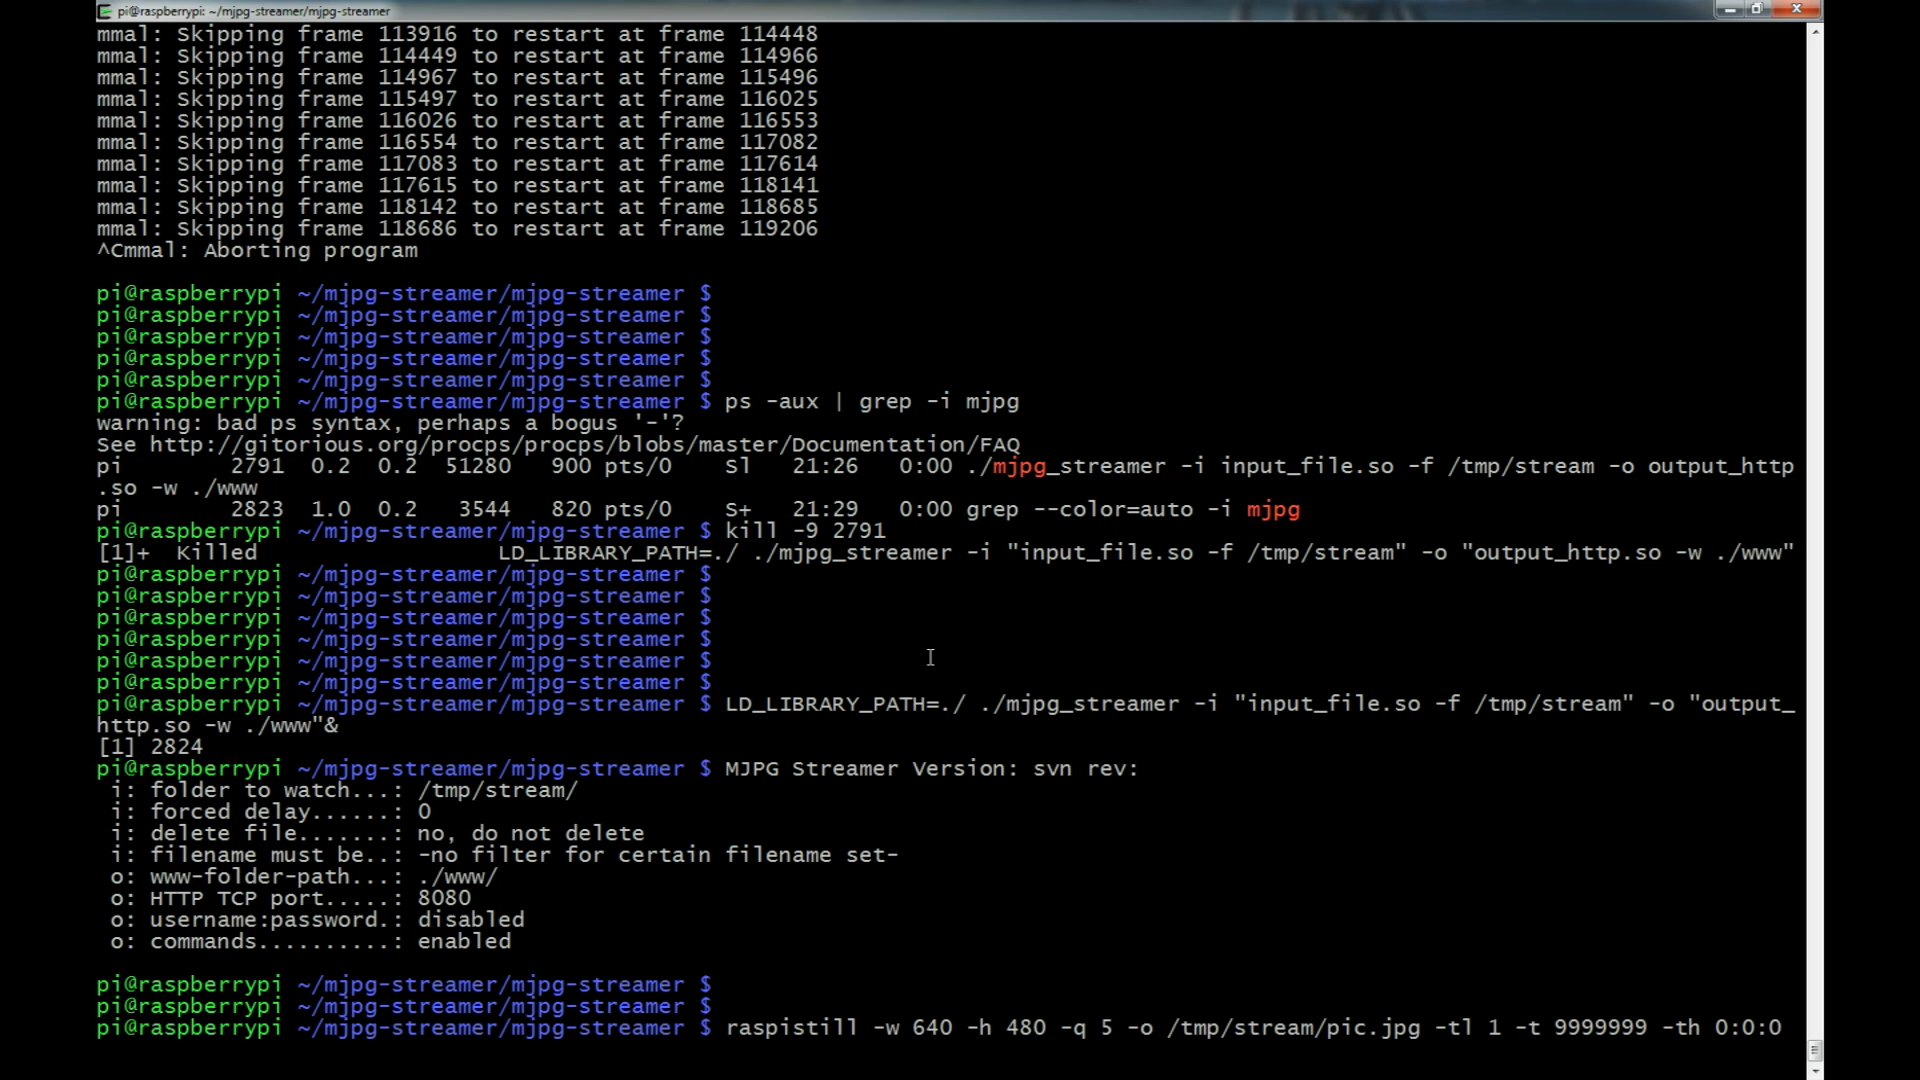 pi@raspberrypi: ~/mjpg-streamer/mjpg-streamer
mmal: Skipping frame 113916 to restart at frame 114448
mmal: Skipping frame 114449 to restart at frame 114966
mmal: Skipping frame 114967 to restart at frame 115496
mmal: Skipping frame 115497 to restart at frame 116025
mmal: Skipping frame 116026 to restart at frame 116553
mmal: Skipping frame 116554 to restart at frame 117082
mmal: Skipping frame 117083 to restart at frame 117614
mmal: Skipping frame 117615 to restart at frame 118141
mmal: Skipping frame 118142 to restart at frame 118685
mmal: Skipping frame 118686 to restart at frame 119206
^Cmmal: Aborting program
pi@raspberrypi ~/mjpg-streamer/mjpg-streamer $
pi@raspberrypi ~/mjpg-streamer/mjpg-streamer $
pi@raspberrypi ~/mjpg-streamer/mjpg-streamer $
pi@raspberrypi ~/mjpg-streamer/mjpg-streamer $
pi@raspberrypi ~/mjpg-streamer/mjpg-streamer $
pi@raspberrypi ~/mjpg-streamer/mjpg-streamer $ ps -aux | grep -i mjpg
warning: bad ps syntax, perhaps a bogus '-'?
See http://gitorious.org/procps/procps/blobs/master/Documentation/FAQ
pi 2791 0.2 0.2 51280 900 pts/0 Sl 21:26 0:00 ./mjpg_streamer -i input_file.so -f /tmp/stream -o output_http
.so -w ./www
pi 2823 1.0 0.2 3544 820 pts/0 S+ 21:29 0:00 grep --color=auto -i mjpg
pi@raspberrypi ~/mjpg-streamer/mjpg-streamer $ kill -9 2791
[1]+ Killed LD_LIBRARY_PATH=./ ./mjpg_streamer -i "input_file.so -f /tmp/stream" -o "output_http.so -w ./www"
pi@raspberrypi ~/mjpg-streamer/mjpg-streamer $
pi@raspberrypi ~/mjpg-streamer/mjpg-streamer $
pi@raspberrypi ~/mjpg-streamer/mjpg-streamer $
pi@raspberrypi ~/mjpg-streamer/mjpg-streamer $
pi@raspberrypi ~/mjpg-streamer/mjpg-streamer $
pi@raspberrypi ~/mjpg-streamer/mjpg-streamer $
pi@raspberrypi ~/mjpg-streamer/mjpg-streamer $ LD_LIBRARY_PATH=./ ./mjpg_streamer -i "input_file.so -f /tmp/stream" -o "output_
http.so -w ./www"&
[1] 2824
pi@raspberrypi ~/mjpg-streamer/mjpg-streamer $ MJPG Streamer Version: svn rev:
i: folder to watch...: /tmp/stream/
i: forced delay......: 0
i: delete file.......: no, do not delete
i: filename must be..: -no filter for certain filename set-
o: www-folder-path...: ./www/
o: HTTP TCP port.....: 8080
o: username:password.: disabled
o: commands..........: enabled
pi@raspberrypi ~/mjpg-streamer/mjpg-streamer $
pi@raspberrypi ~/mjpg-streamer/mjpg-streamer $
pi@raspberrypi ~/mjpg-streamer/mjpg-streamer $ raspistill -w 640 -h 480 -q 5 -o /tmp/stream/pic.jpg -tl 1 -t 9999999 -th 0:0:0